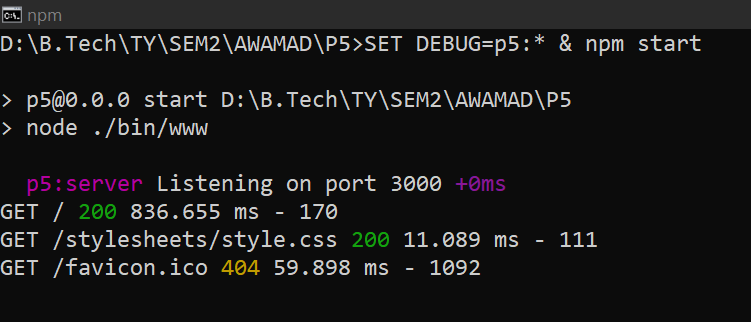 npm
D:\B.Tech\TY\SEM2\AWAMAD\P5>SET DEBUG=p5:* & npm start
> p5@0.0.0 start D:\B.Tech\TY\SEM2\AWAMAD\P5
> node ./bin/www
p5:server Listening on port 3000 +0ms
GET / 200 836.655 ms - 170
GET /stylesheets/style.css 200 11.089 ms - 111
GET /favicon.ico 404 59.898 ms - 1092